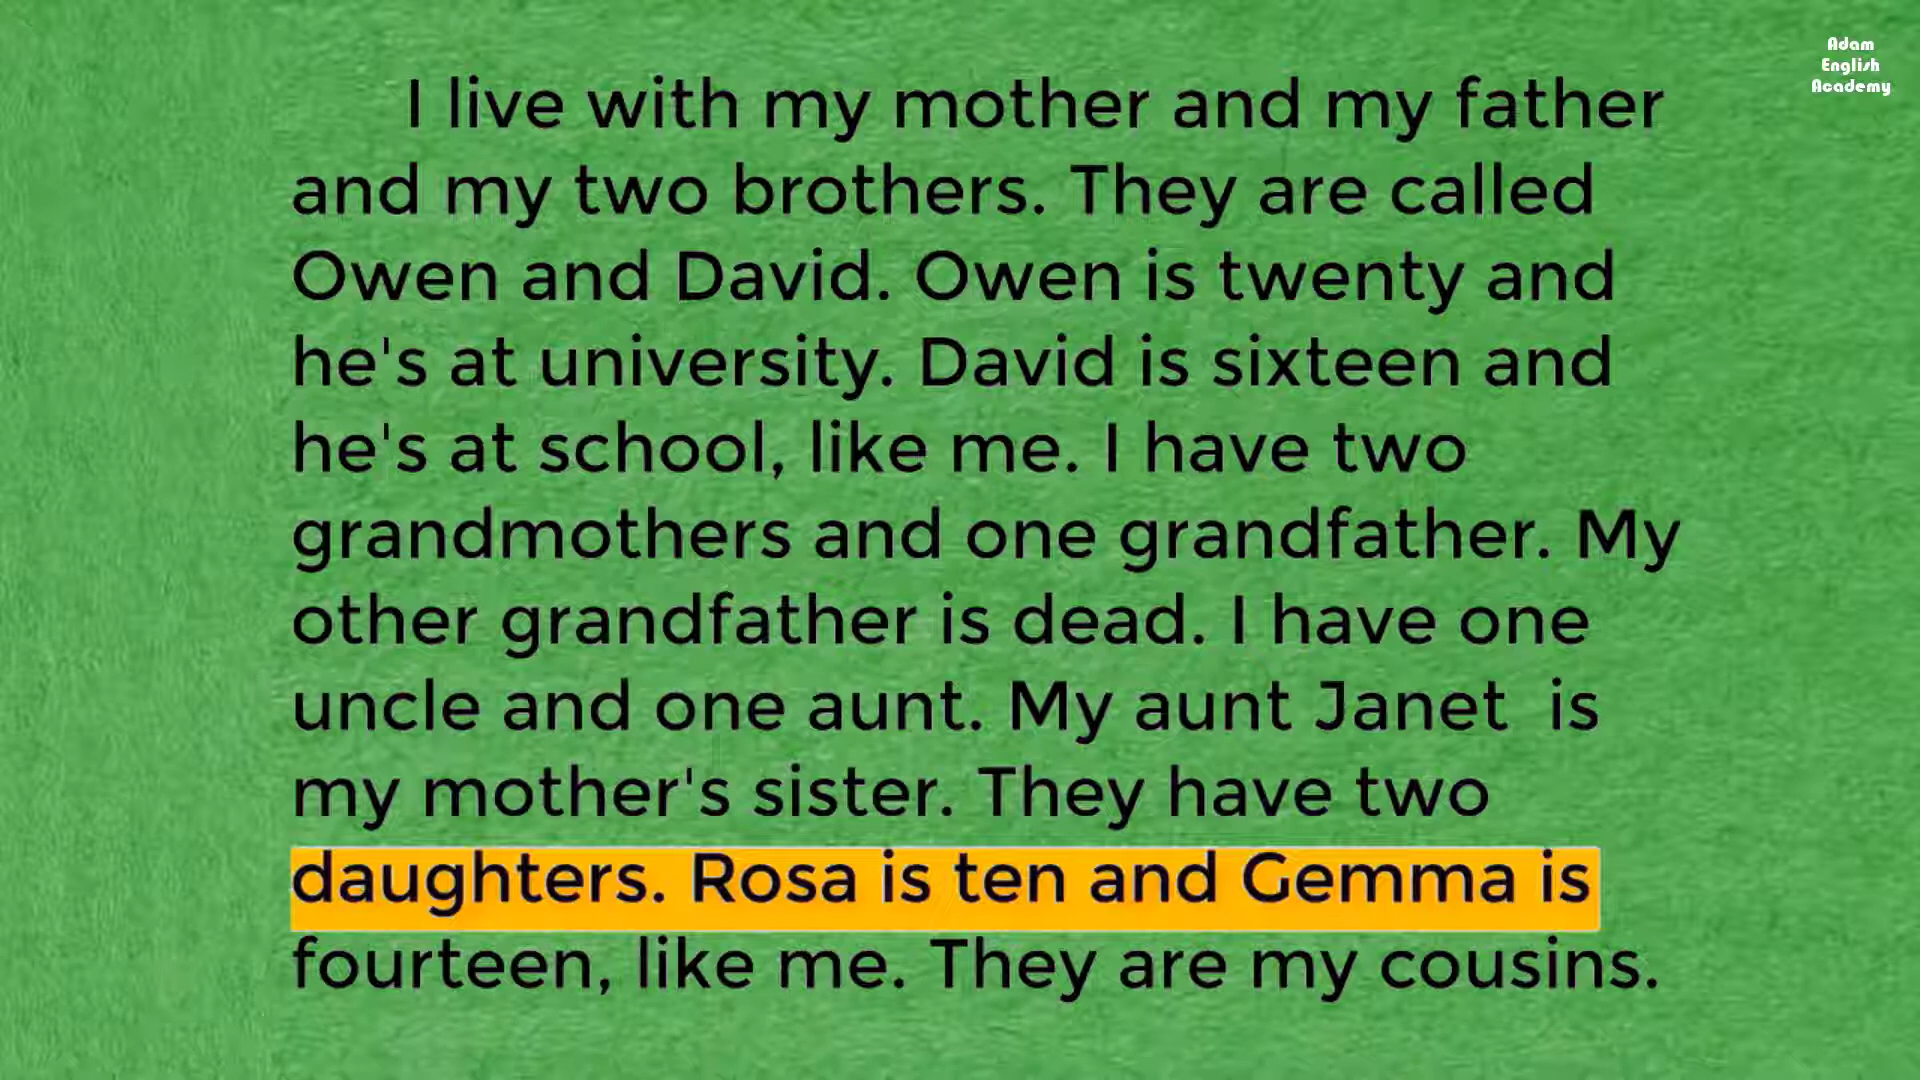 Adam
English
Academy
I live with my mother and my father
and my two brothers. They are called
Owen and David. Owen is twenty and
he's at university. David is sixteen and
he's at school, like me. I have two
grandmothers and one grandfather. My
other grandfather is dead. I have one
uncle and one aunt. My aunt Janet  is
my mother's sister. They have two
daughters. Rosa is ten and Gemma is
fourteen, like me. They are my cousins.